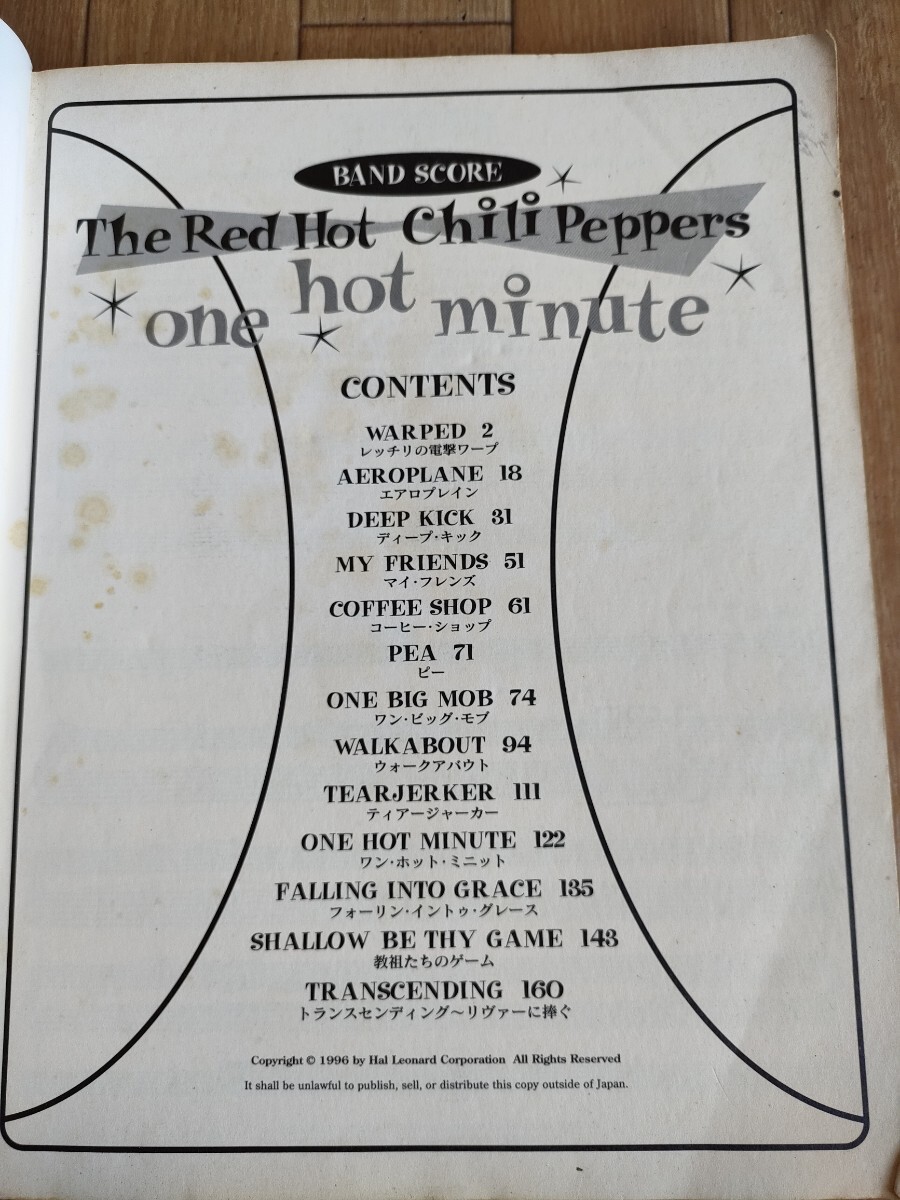 BAND SCORE
The Red Hot Chili Peppers
one hot minute
CONTENTS
WARPED 2
レッチリの電撃ワープ
AEROPLANE 18
エアロプレイン
DEEP KICK 31
ディープ・キック
MY FRIENDS 51
マイ・フレンズ
COFFEE SHOP 61
コーヒー・ショップ
PEA 71
ピー
ONE BIG MOB 74
ワン・ビッグ・モブ
WALKABOUT 94
ウォークアバウト
TEARJERKER 111
ティアージャーカー
ONE HOT MINUTE 122
ワン・ホット・ミニット
FALLING INTO GRACE 135
フォーリン・イントゥ・グレース
SHALLOW BE THY GAME 143
教祖たちのゲーム
TRANSCENDING 160
トランスセンディング〜リヴァーに捧ぐ
Copyright © 1996 by Hal Leonard Corporation All Rights Reserved
It shall be unlawful to publish, sell, or distribute this copy outside of Japan.